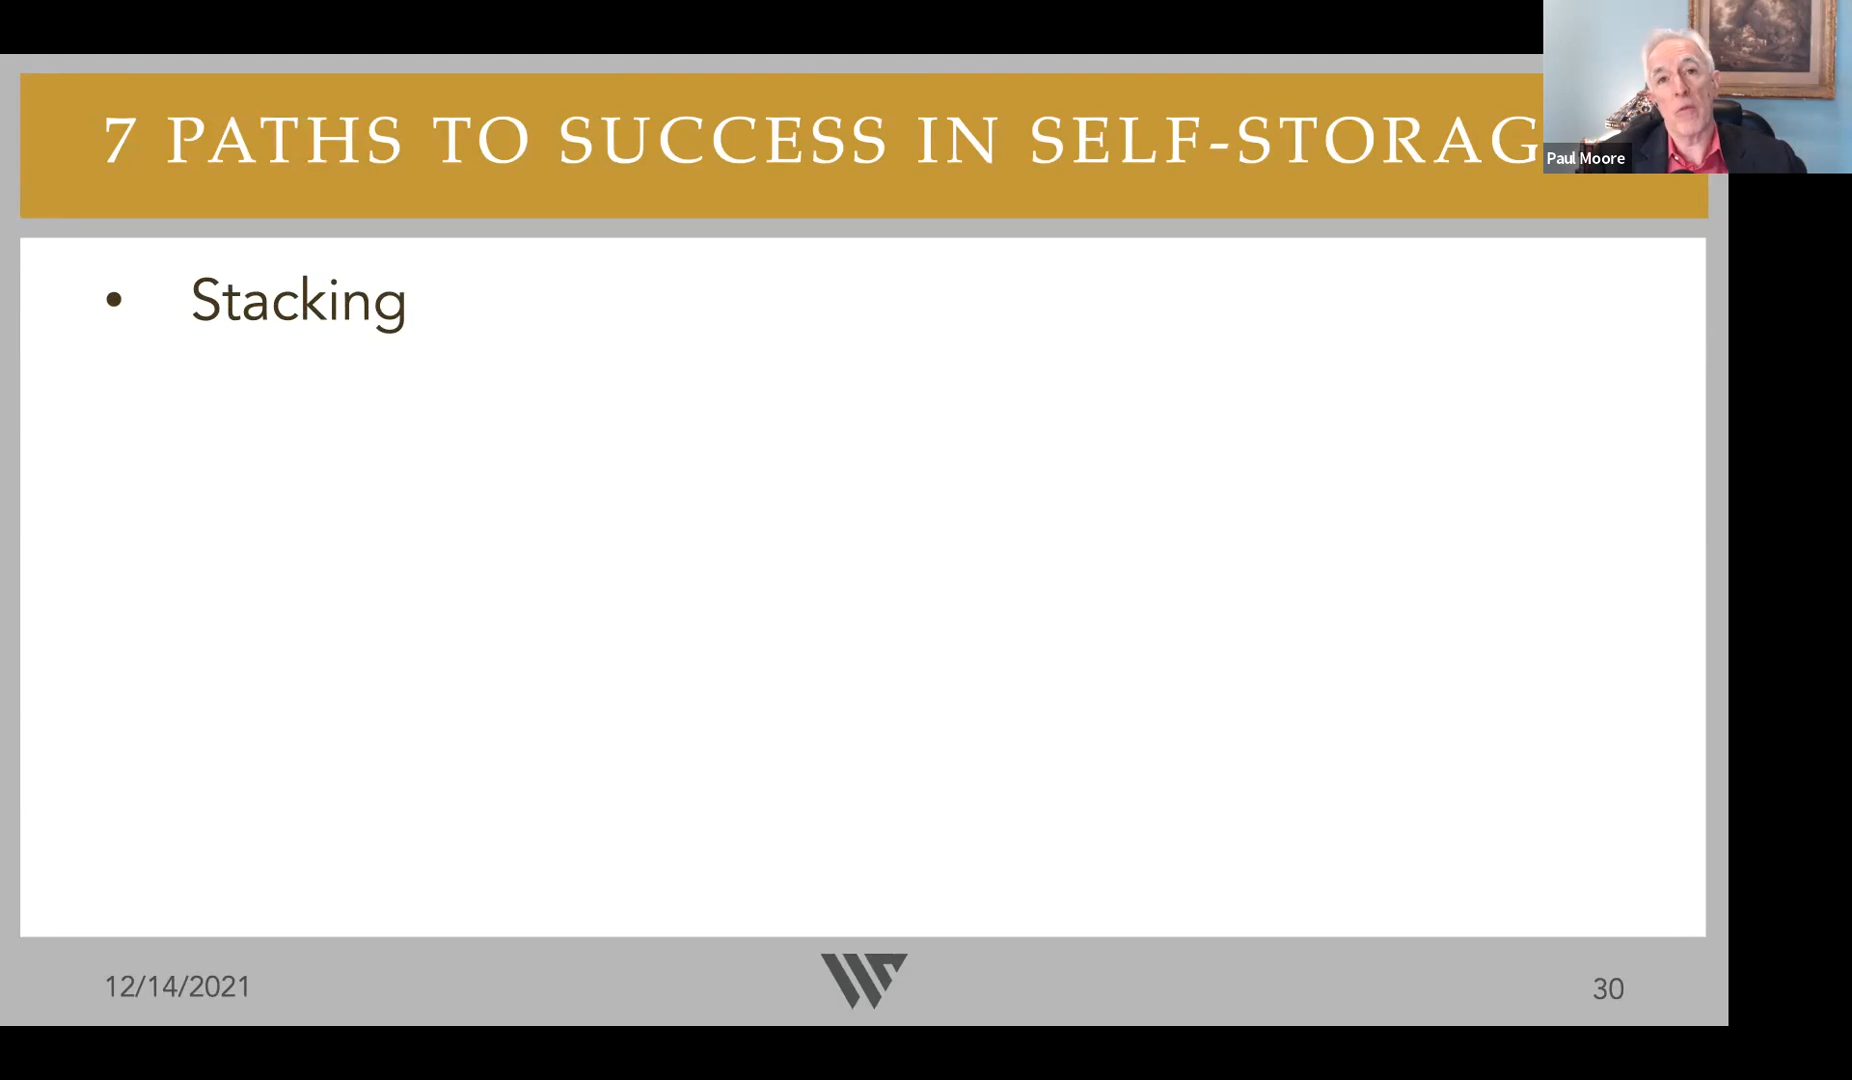 7 PATHS TO SUCCESS IN SELF-STORAG
Paul Moore
• Stacking
12/14/2021
30